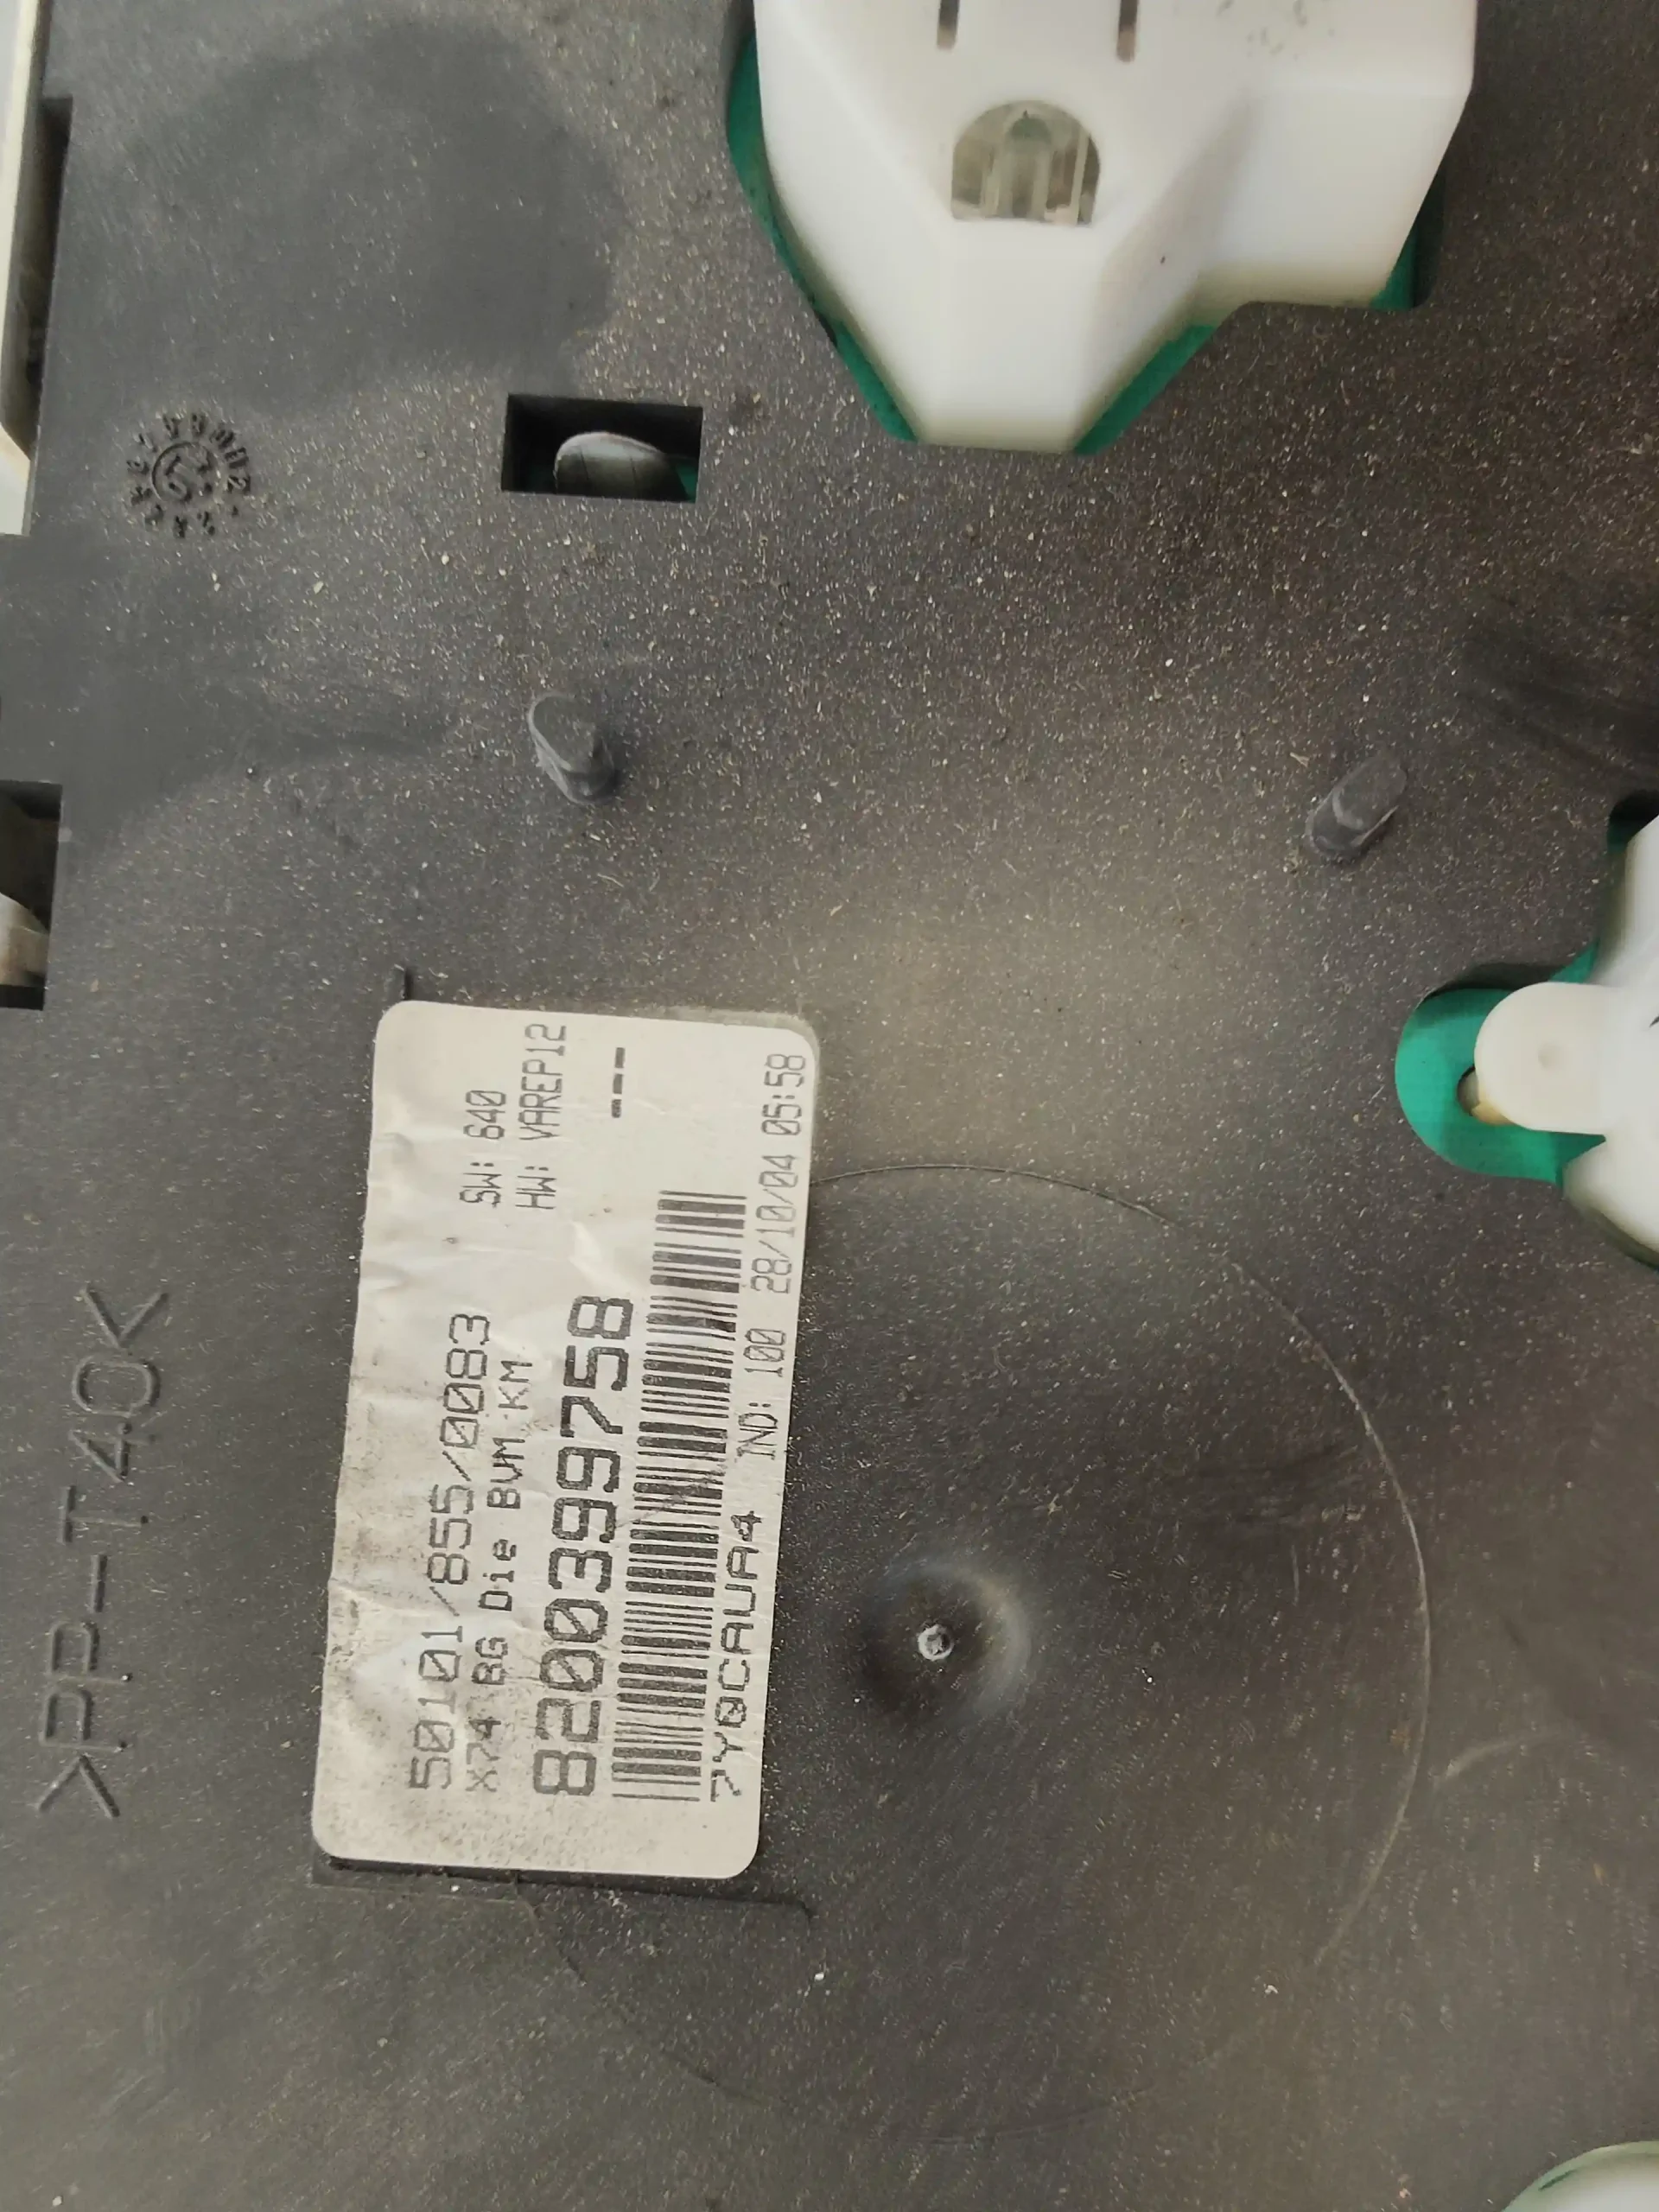 50101/855/0083
SW: 640
X74 BG Die BVM KM
HW: VAREP12
8200399758
---
7Y0CAUA4 IND: 100 28/10/04 05:58
>PP-T40<